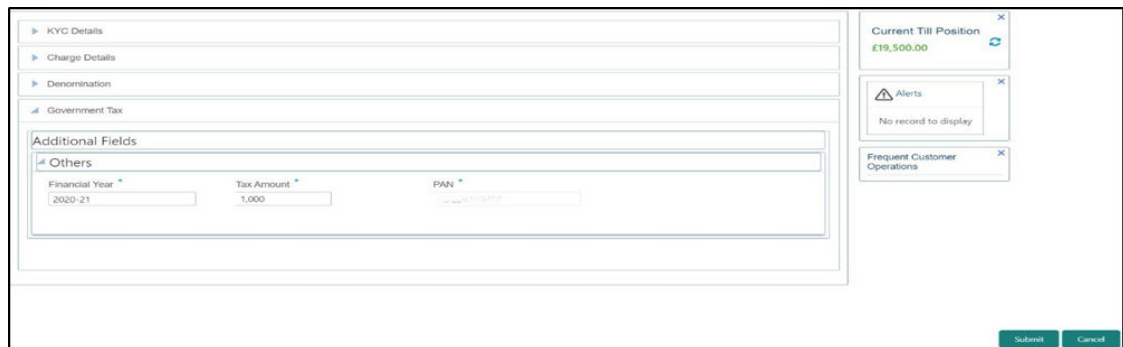 KYC Details
Charge Details
Denomination
Government Tax
Additional Fields
Others
Financial Year * Tax Amount * PAN *
2020-21 1,000
Current Till Position
£19,500.00
Alerts
No record to display
Frequent Customer
Operations
Submit Cancel